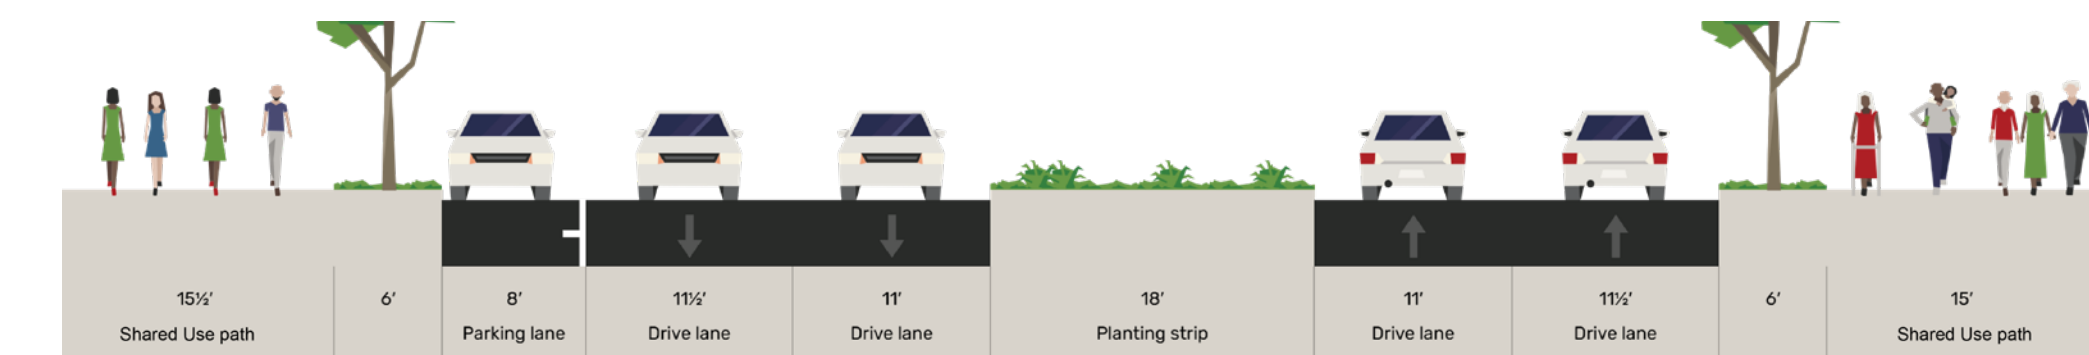 15½′ 6′ 8′ 11½′ 11′ 18′ 11′ 11½′ 6′ 15′
Shared Use path Parking lane Drive lane Drive lane Planting strip Drive lane Drive lane Shared Use path